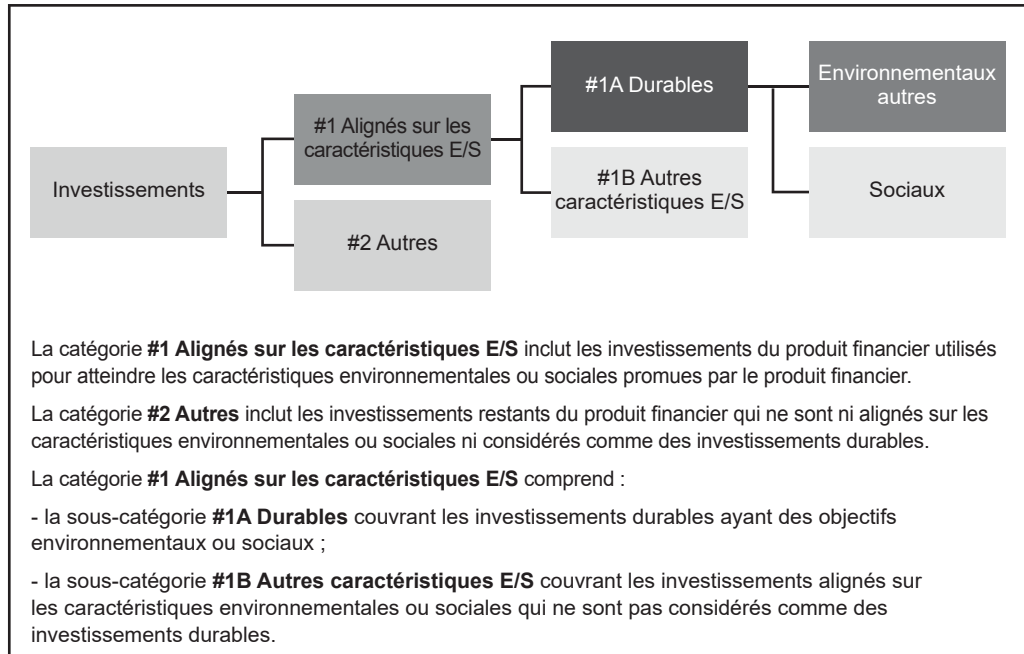 Investissements
#1 Alignés sur les
caractéristiques E/S
#2 Autres
#1A Durables
#1B Autres
caractéristiques E/S
Environnementaux
autres
Sociaux
La catégorie #1 Alignés sur les caractéristiques E/S inclut les investissements du produit financier utilisés
pour atteindre les caractéristiques environnementales ou sociales promues par le produit financier.
La catégorie #2 Autres inclut les investissements restants du produit financier qui ne sont ni alignés sur les
caractéristiques environnementales ou sociales ni considérés comme des investissements durables.
La catégorie #1 Alignés sur les caractéristiques E/S comprend :
- la sous-catégorie #1A Durables couvrant les investissements durables ayant des objectifs
environnementaux ou sociaux ;
- la sous-catégorie #1B Autres caractéristiques E/S couvrant les investissements alignés sur
les caractéristiques environnementales ou sociales qui ne sont pas considérés comme des
investissements durables.